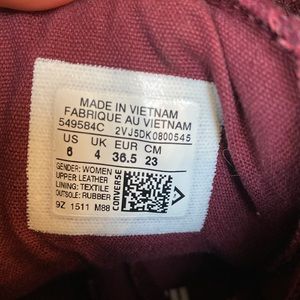 MADE IN VIETNAM
FABRIQUE AU VIETNAM
549584C 2VJ5DK0800545
US UK EUR CM
6 4 36.5 23
GENDER: WOMEN
UPPER:LEATHER
LINING: TEXTILE
OUTSOLE: RUBBER
9Z 1511 M88
CONVERSE